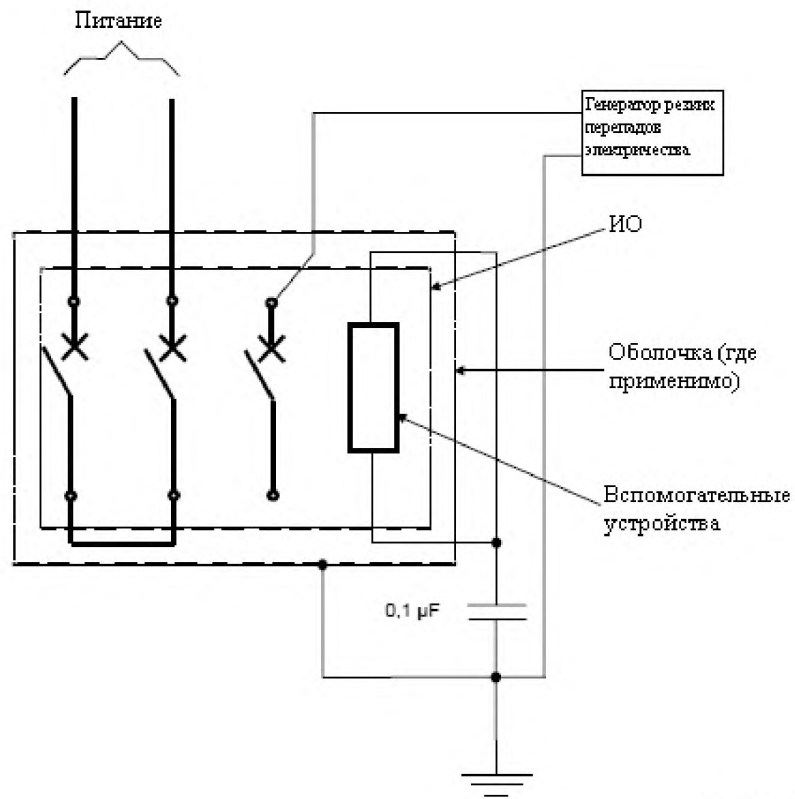 Питание
Генератор резких
перепадов
электричества
ИО
Оболочка (где
применимо)
Вспомогательные
устройства
0,1 µF